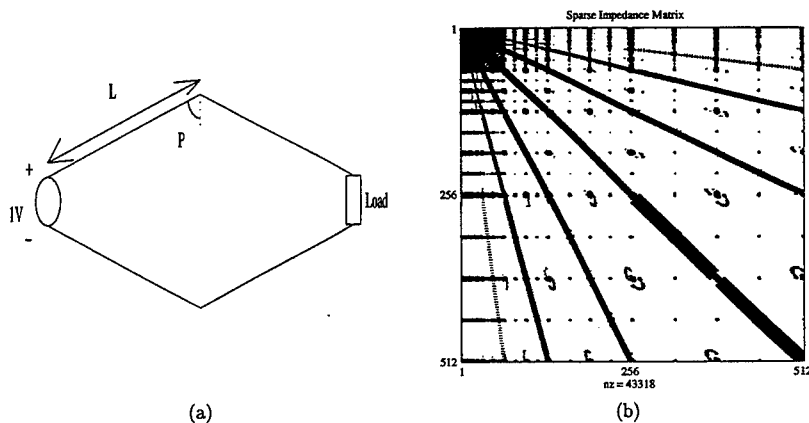 L
P
+
1V
-
Load
(a)
Sparse Impedance Matrix
1
256
512
1
256
512
nz = 43318
(b)